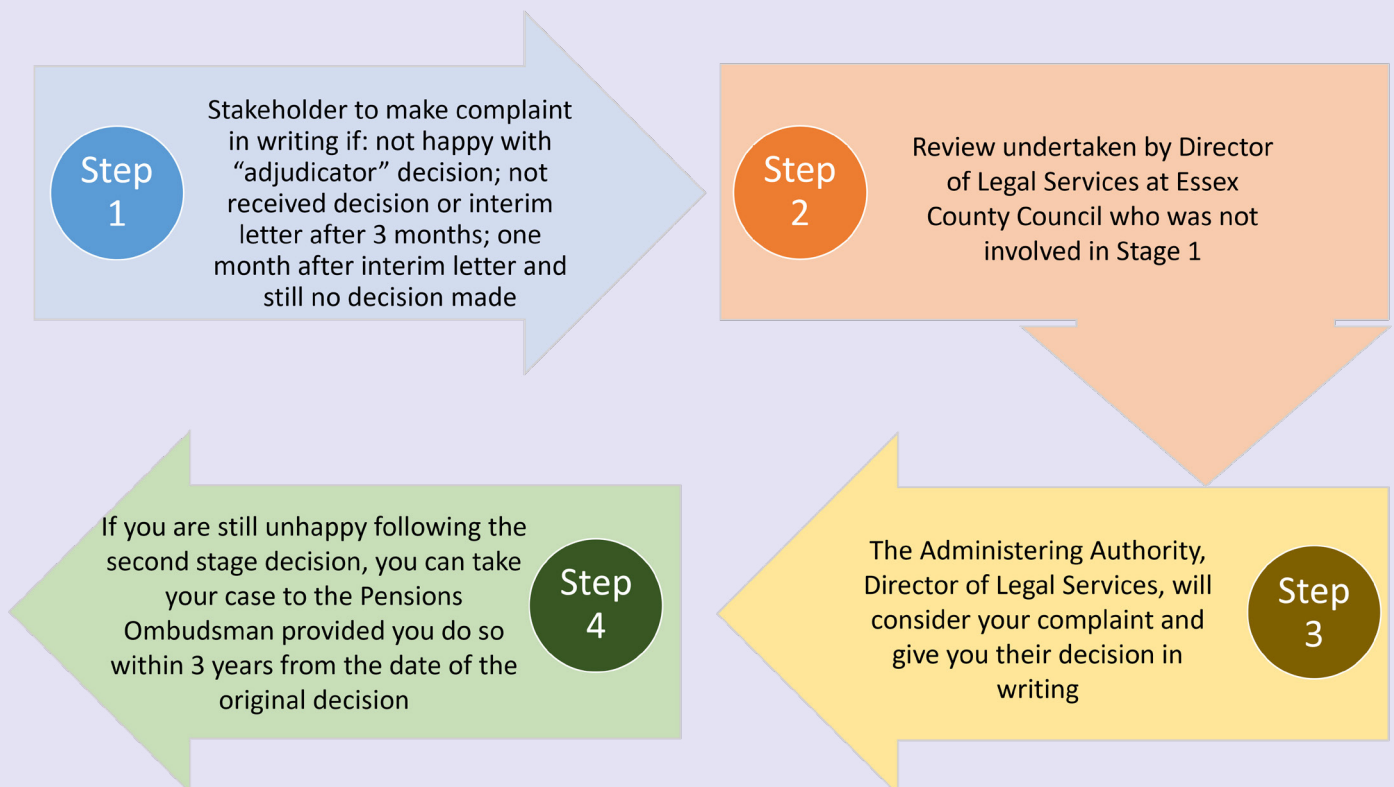 Step
1
Stakeholder to make complaint
in writing if: not happy with
“adjudicator” decision; not
received decision or interim
letter after 3 months; one
month after interim letter and
still no decision made
Step
2
Review undertaken by Director
of Legal Services at Essex
County Council who was not
involved in Stage 1
The Administering Authority,
Director of Legal Services, will
consider your complaint and
give you their decision in
writing
Step
3
If you are still unhappy following the
second stage decision, you can take
your case to the Pensions
Ombudsman provided you do so
within 3 years from the date of the
original decision
Step
4